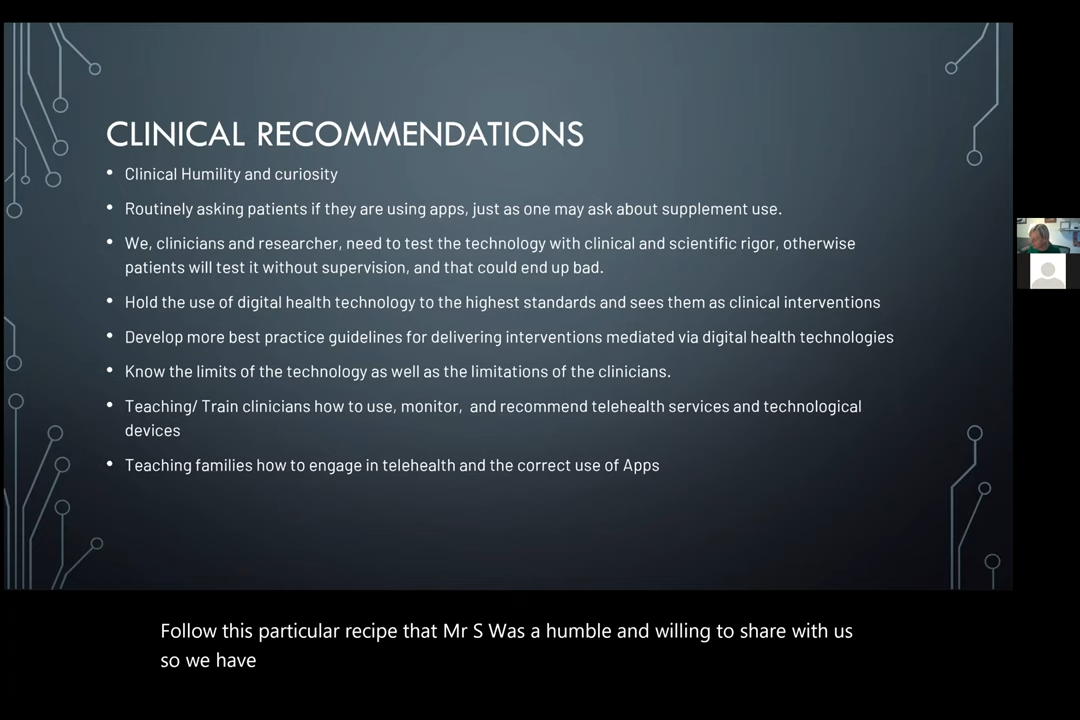 CLINICAL RECOMMENDATIONS
• Clinical Humility and curiosity
• Routinely asking patients if they are using apps, just as one may ask about supplement use.
• We, clinicians and researcher, need to test the technology with clinical and scientific rigor, otherwise
patients will test it without supervision, and that could end up bad.
• Hold the use of digital health technology to the highest standards and sees them as clinical interventions
• Develop more best practice guidelines for delivering interventions mediated via digital health technologies
• Know the limits of the technology as well as the limitations of the clinicians.
• Teaching/ Train clinicians how to use, monitor,  and recommend telehealth services and technological
devices
• Teaching families how to engage in telehealth and the correct use of Apps
Follow this particular recipe that Mr S Was a humble and willing to share with us
so we have